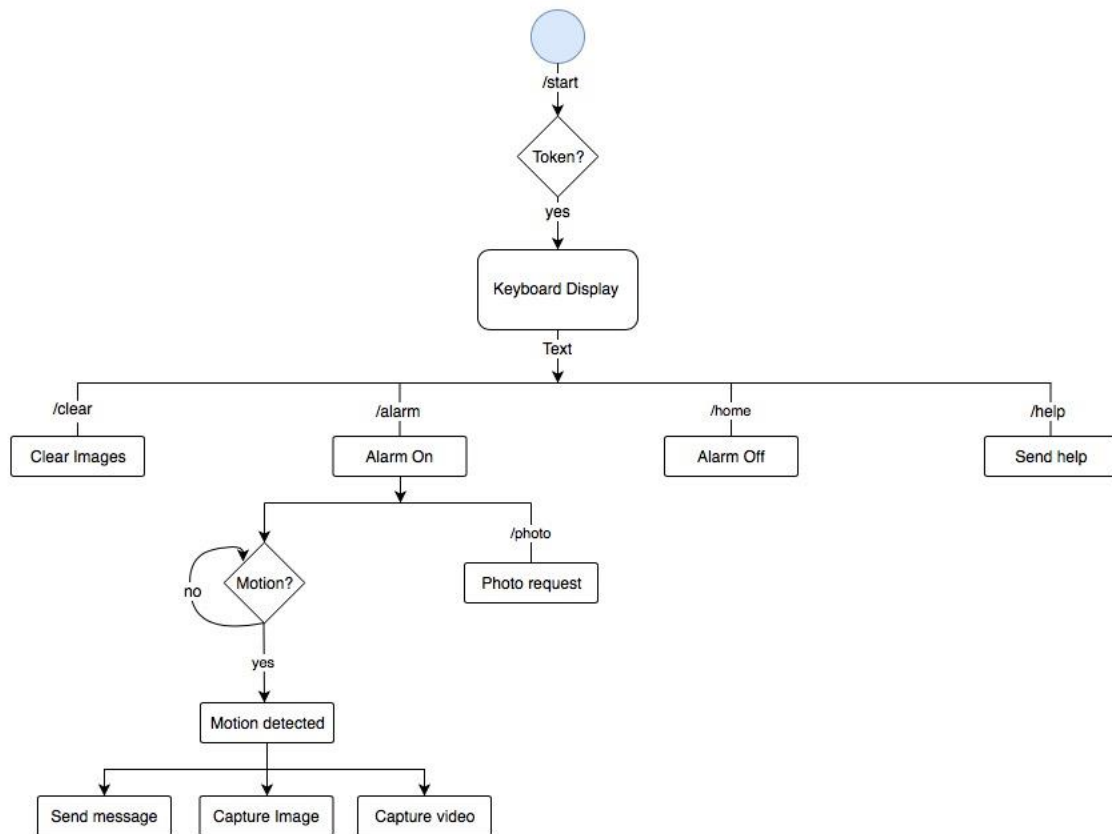 /start
Token?
yes
Keyboard Display
Text
/clear
/alarm
/home
/help
Clear Images
Alarm On
Alarm Off
Send help
/photo
Motion?
Photo request
no
yes
Motion detected
Send message
Capture Image
Capture video